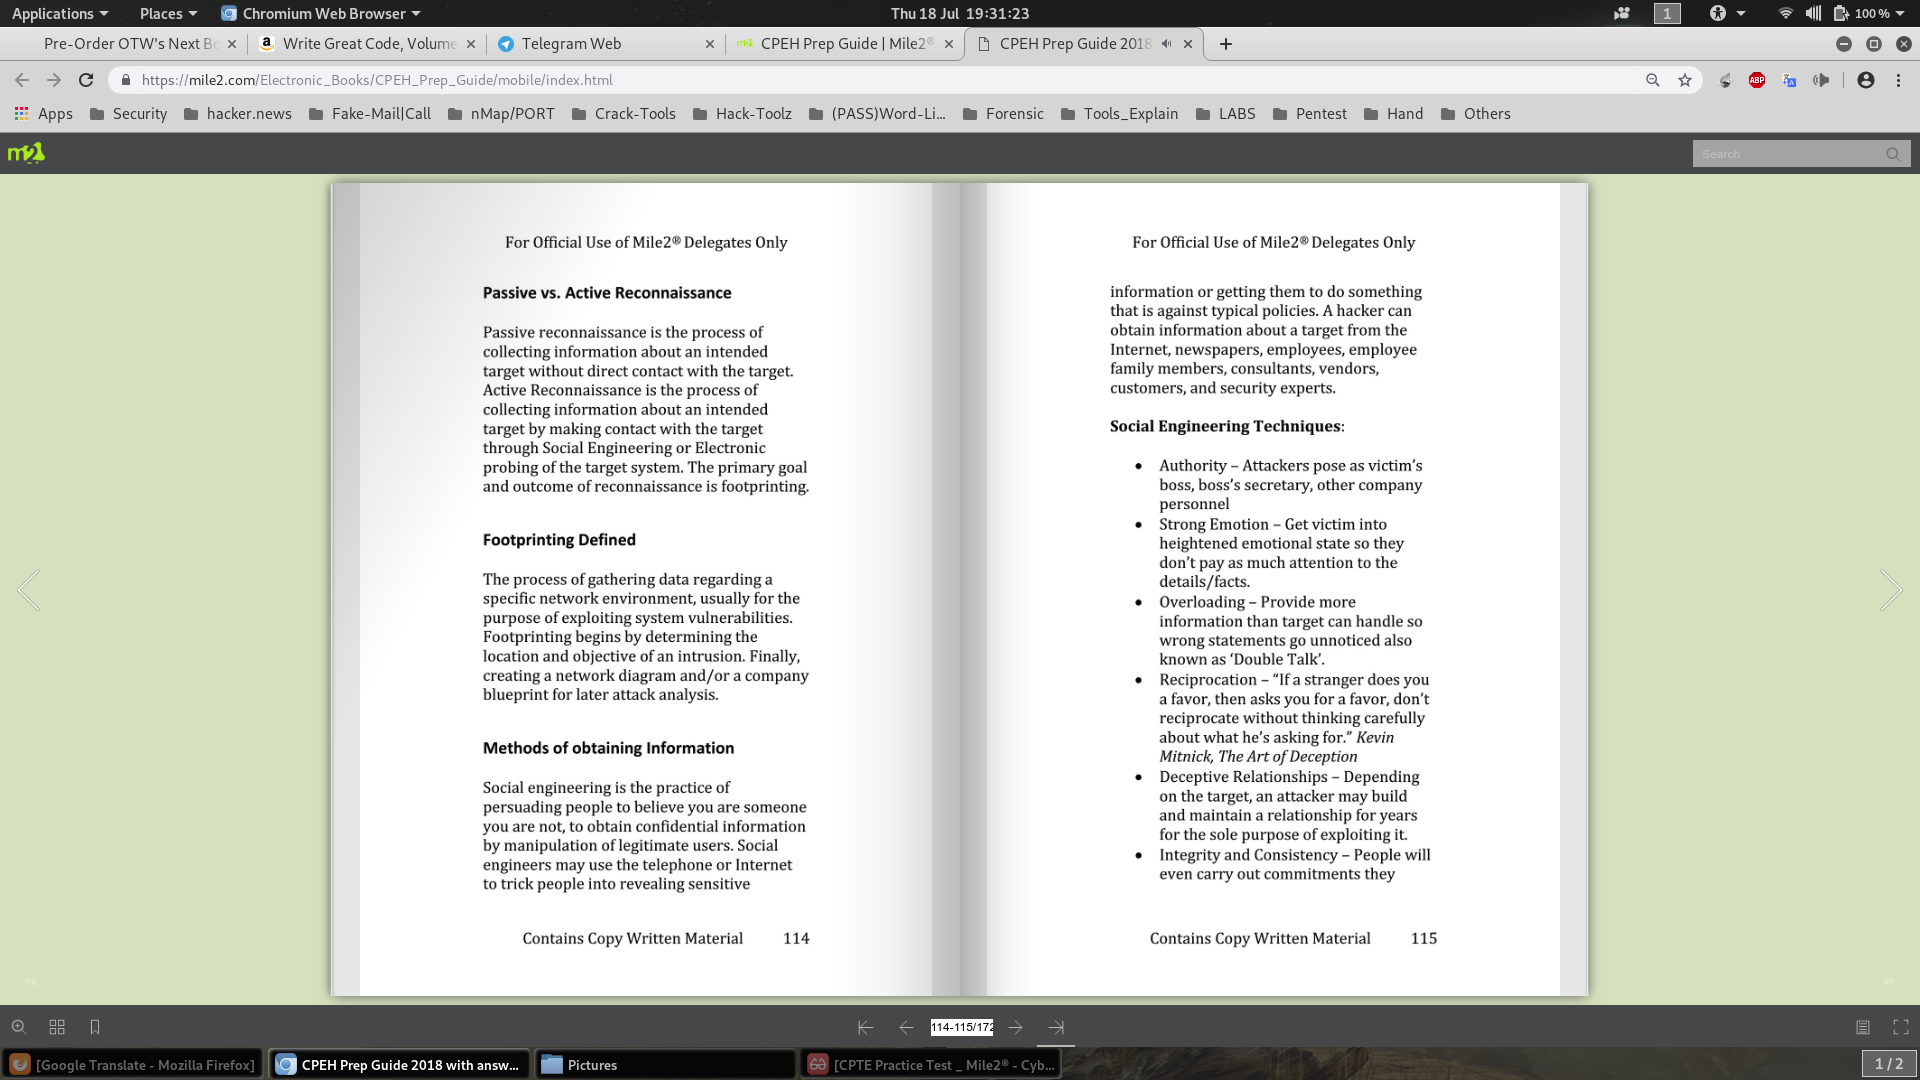 Applications Places Chromium Web Browser Thu 18 Jul 19:31:23 1 100 %
Pre-Order OTW's Next Bo Write Great Code, Volume Telegram Web CPEH Prep Guide | Mile2® CPEH Prep Guide 2018
https://mile2.com/Electronic_Books/CPEH_Prep_Guide/mobile/index.html ABP
Apps Security hacker.news Fake-Mail|Call nMap/PORT Crack-Tools Hack-Toolz (PASS)Word-Li... Forensic Tools_Explain LABS Pentest Hand Others
m2 Search
For Official Use of Mile2® Delegates Only
Passive vs. Active Reconnaissance
Passive reconnaissance is the process of
collecting information about an intended
target without direct contact with the target.
Active Reconnaissance is the process of
collecting information about an intended
target by making contact with the target
through Social Engineering or Electronic
probing of the target system. The primary goal
and outcome of reconnaissance is footprinting.
Footprinting Defined
The process of gathering data regarding a
specific network environment, usually for the
purpose of exploiting system vulnerabilities.
Footprinting begins by determining the
location and objective of an intrusion. Finally,
creating a network diagram and/or a company
blueprint for later attack analysis.
Methods of obtaining Information
Social engineering is the practice of
persuading people to believe you are someone
you are not, to obtain confidential information
by manipulation of legitimate users. Social
engineers may use the telephone or Internet
to trick people into revealing sensitive
Contains Copy Written Material 114
For Official Use of Mile2® Delegates Only
information or getting them to do something
that is against typical policies. A hacker can
obtain information about a target from the
Internet, newspapers, employees, employee
family members, consultants, vendors,
customers, and security experts.
Social Engineering Techniques:
• Authority – Attackers pose as victim’s
boss, boss’s secretary, other company
personnel
• Strong Emotion – Get victim into
heightened emotional state so they
don’t pay as much attention to the
details/facts.
• Overloading – Provide more
information than target can handle so
wrong statements go unnoticed also
known as ‘Double Talk’.
• Reciprocation – “If a stranger does you
a favor, then asks you for a favor, don’t
reciprocate without thinking carefully
about what he’s asking for.” Kevin
Mitnick, The Art of Deception
• Deceptive Relationships – Depending
on the target, an attacker may build
and maintain a relationship for years
for the sole purpose of exploiting it.
• Integrity and Consistency – People will
even carry out commitments they
Contains Copy Written Material 115
114-115/172
[Google Translate - Mozilla Firefox] CPEH Prep Guide 2018 with answ... Pictures [CPTE Practice Test _ Mile2® - Cyb... 1 / 2